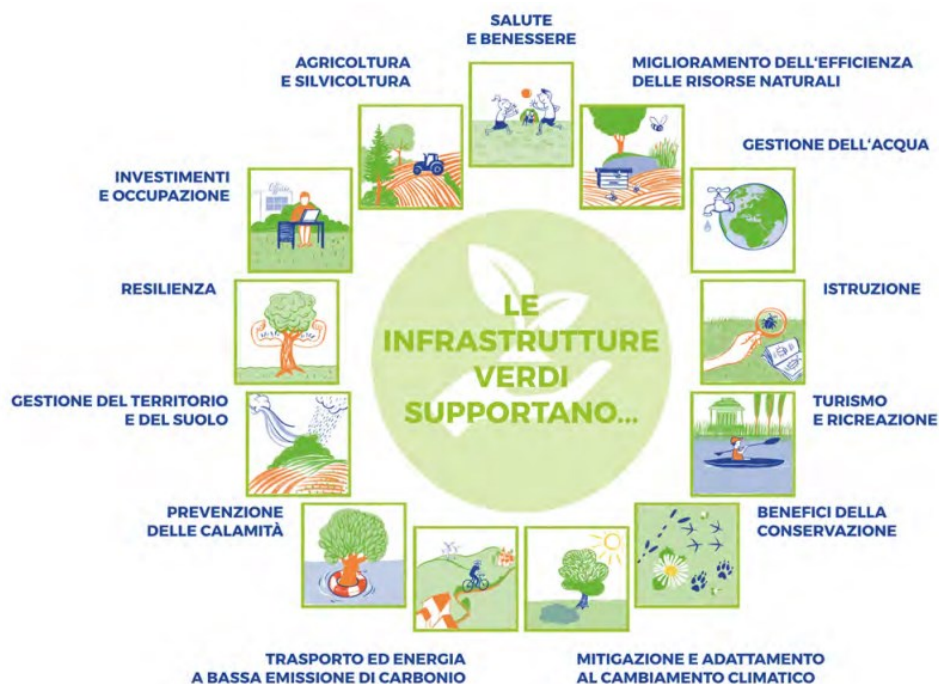 SALUTE
E BENESSERE
MIGLIORAMENTO DELL'EFFICIENZA
DELLE RISORSE NATURALI
GESTIONE DELL'ACQUA
ISTRUZIONE
TURISMO
E RICREAZIONE
BENEFICI DELLA
CONSERVAZIONE
MITIGAZIONE E ADATTAMENTO
AL CAMBIAMENTO CLIMATICO
TRASPORTO ED ENERGIA
A BASSA EMISSIONE DI CARBONIO
PREVENZIONE
DELLE CALAMITÀ
GESTIONE DEL TERRITORIO
E DEL SUOLO
RESILIENZA
INVESTIMENTI
E OCCUPAZIONE
AGRICOLTURA
E SILVICOLTURA
LE
INFRASTRUTTURE
VERDI
SUPPORTANO...